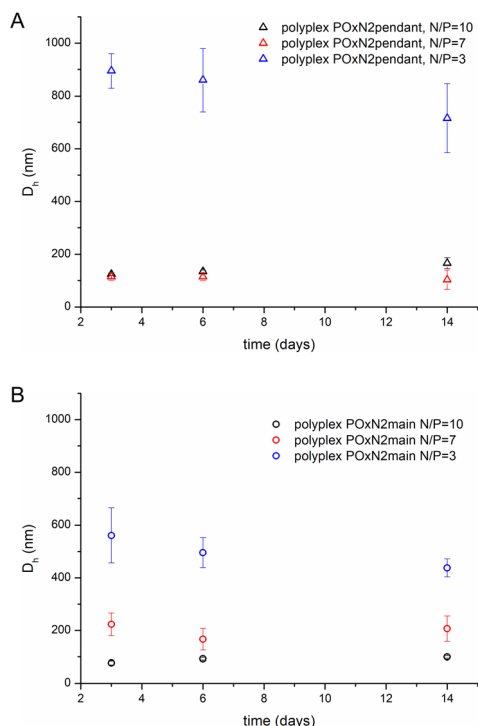 A
polyplex POxN2pendant, N/P=10
polyplex POxN2pendant, N/P=7
polyplex POxN2pendant, N/P=3
1000
800
600
400
200
0
Dh (nm)
2 4 6 8 10 12 14
time (days)
B
polyplex POxN2main N/P=10
polyplex POxN2main N/P=7
polyplex POxN2main N/P=3
1000
800
600
400
200
0
Dh (nm)
2 4 6 8 10 12 14
time (days)